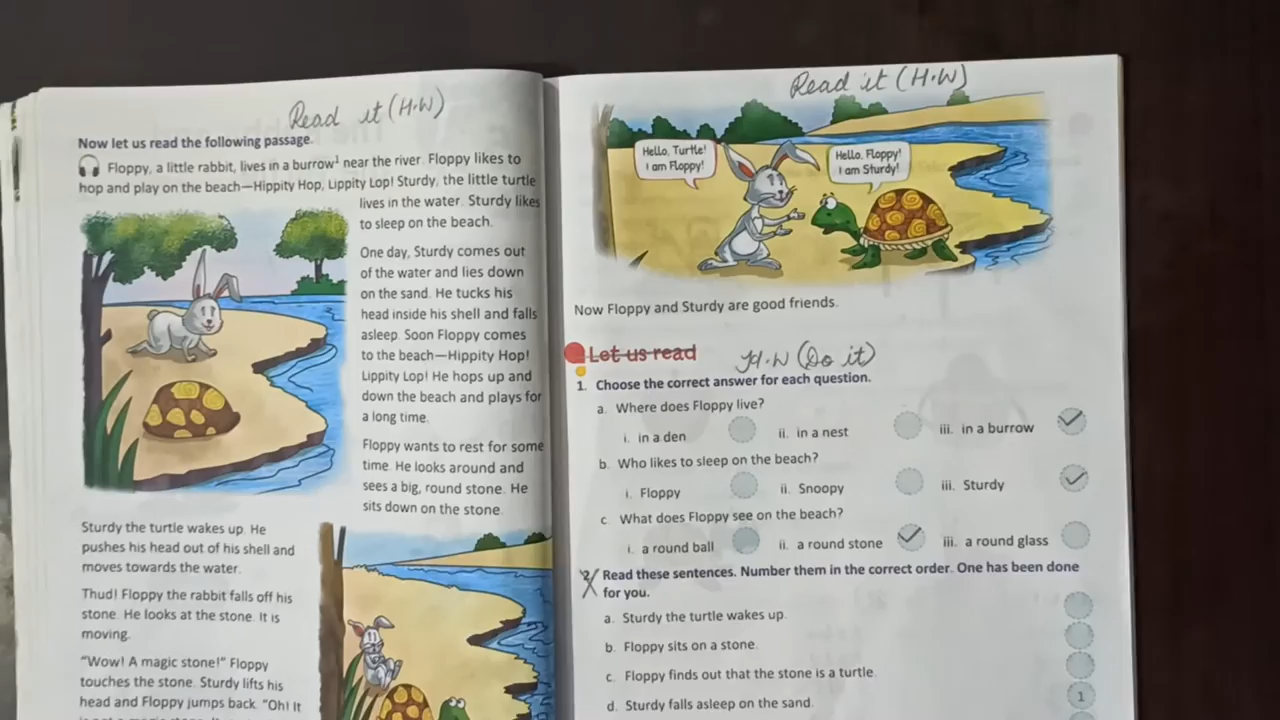 Read it (H.W)
Now let us read the following passage.
Floppy, a little rabbit, lives in a burrow¹ near the river. Floppy likes to
hop and play on the beach—Hippity Hop, Lippity Lop! Sturdy, the little turtle
lives in the water. Sturdy likes
to sleep on the beach.
One day, Sturdy comes out
of the water and lies down
on the sand. He tucks his
head inside his shell and falls
asleep. Soon Floppy comes
to the beach—Hippity Hop!
Lippity Lop! He hops up and
down the beach and plays for
a long time.
Floppy wants to rest for some
time. He looks around and
sees a big, round stone. He
sits down on the stone.
Sturdy the turtle wakes up. He
pushes his head out of his shell and
moves towards the water.
Thud! Floppy the rabbit falls off his
stone. He looks at the stone. It is
moving.
"Wow! A magic stone!" Floppy
touches the stone. Sturdy lifts his
head and Floppy jumps back. "Oh! It
Read it (H.W)
Hello, Turtle!
I am Floppy!
Hello, Floppy!
I am Sturdy!
Now Floppy and Sturdy are good friends.
Let us read H.W (Do it)
1. Choose the correct answer for each question.
a. Where does Floppy live?
i. in a den ii. in a nest iii. in a burrow
b. Who likes to sleep on the beach?
i. Floppy ii. Snoopy iii. Sturdy
c. What does Floppy see on the beach?
i. a round ball ii. a round stone iii. a round glass
2. Read these sentences. Number them in the correct order. One has been done
for you.
a. Sturdy the turtle wakes up.
b. Floppy sits on a stone.
c. Floppy finds out that the stone is a turtle.
d. Sturdy falls asleep on the sand. 1